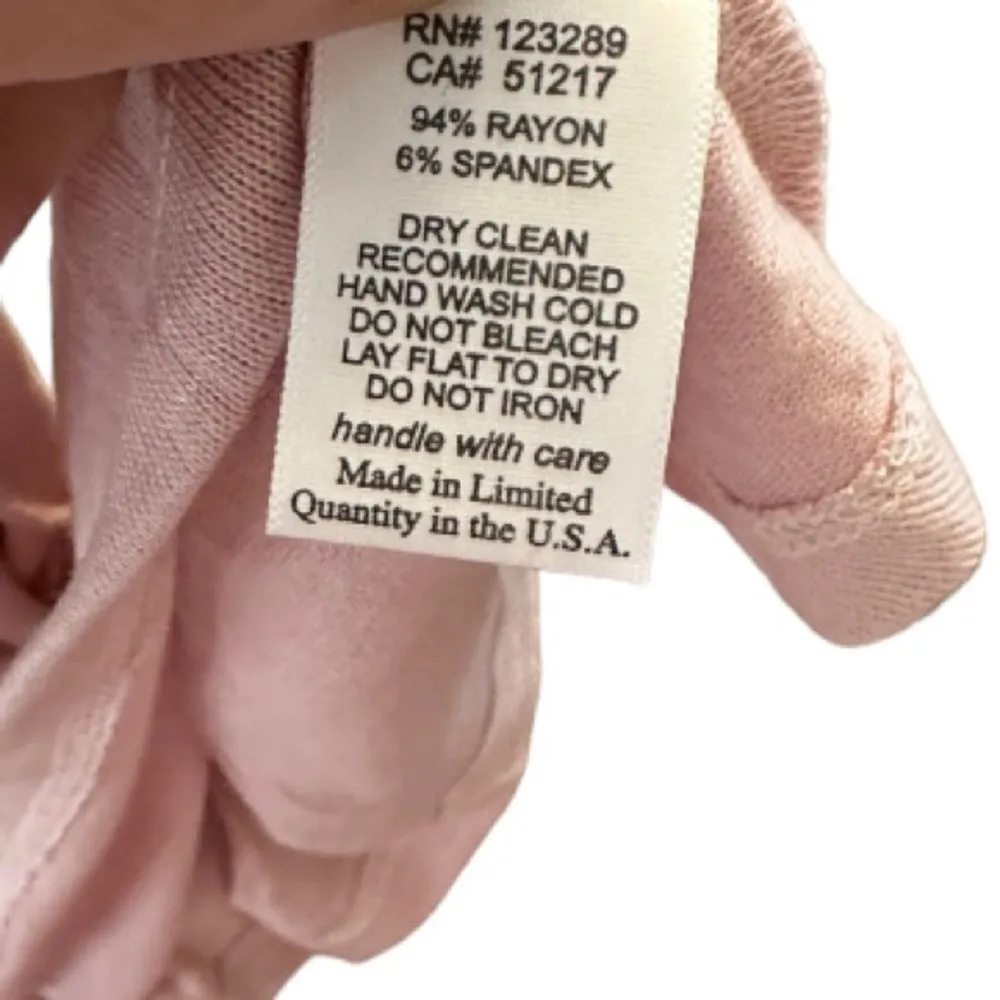 RN# 123289
CA# 51217
94% RAYON
6% SPANDEX
DRY CLEAN
RECOMMENDED
HAND WASH COLD
DO NOT BLEACH
LAY FLAT TO DRY
DO NOT IRON
handle with care
Made in Limited
Quantity in the U.S.A.